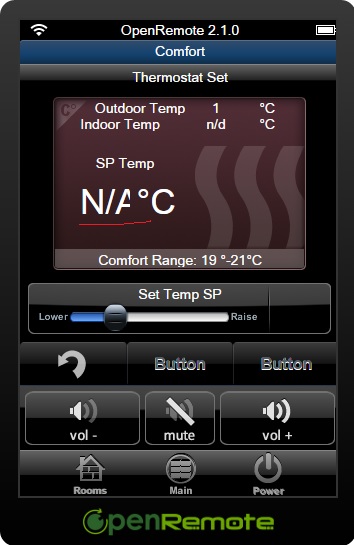 OpenRemote 2.1.0
Comfort
Thermostat Set
C°
Outdoor Temp 1 °C
Indoor Temp n/d °C
SP Temp
N/A°C
Comfort Range: 19 °-21°C
Set Temp SP
Lower Raise
Button Button
vol - mute vol +
Rooms Main Power
OpenRemote